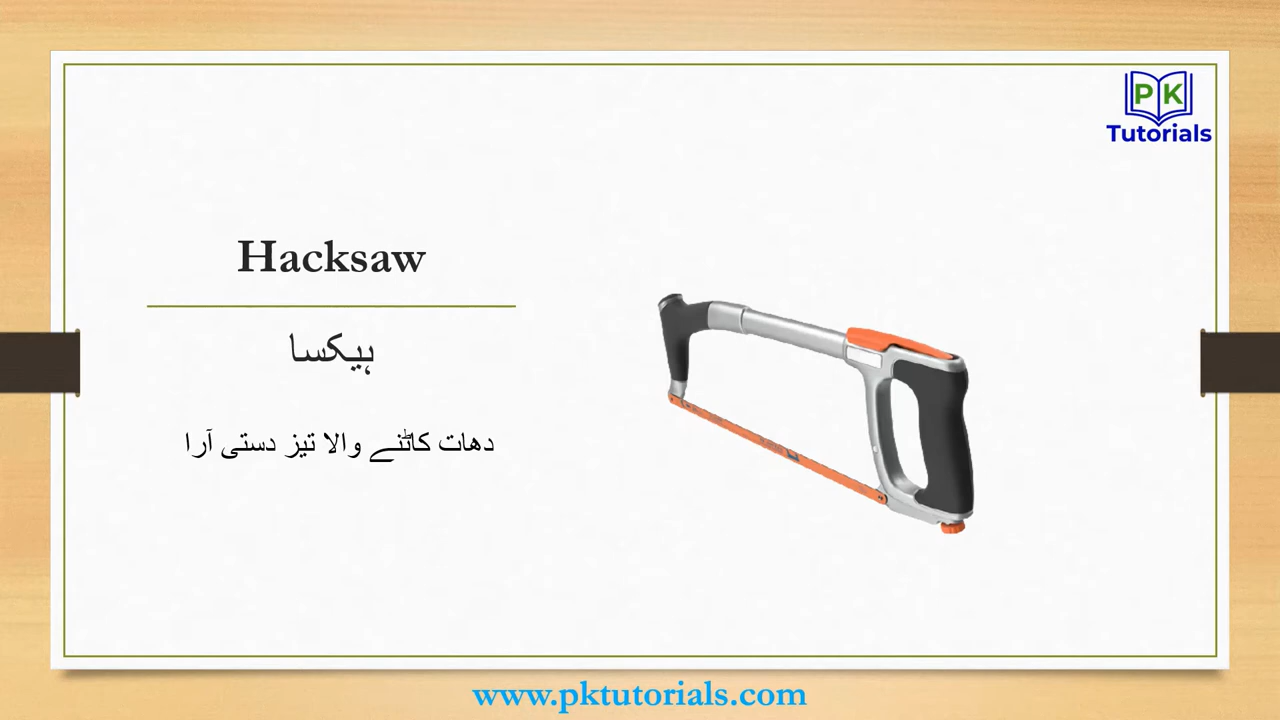 PK
Tutorials
Hacksaw
ہیکسا
دھات کاٹنے والا تیز دستی آرا
www.pktutorials.com